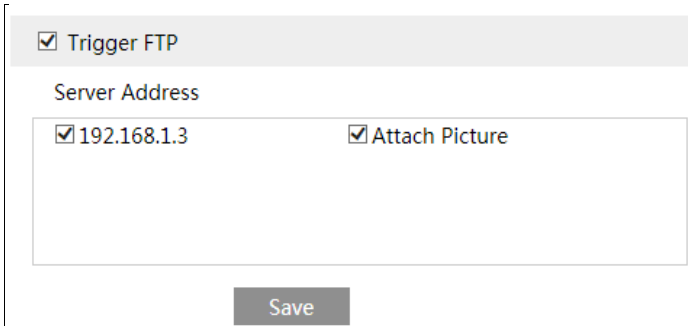 Trigger FTP
Server Address
192.168.1.3 Attach Picture
Save